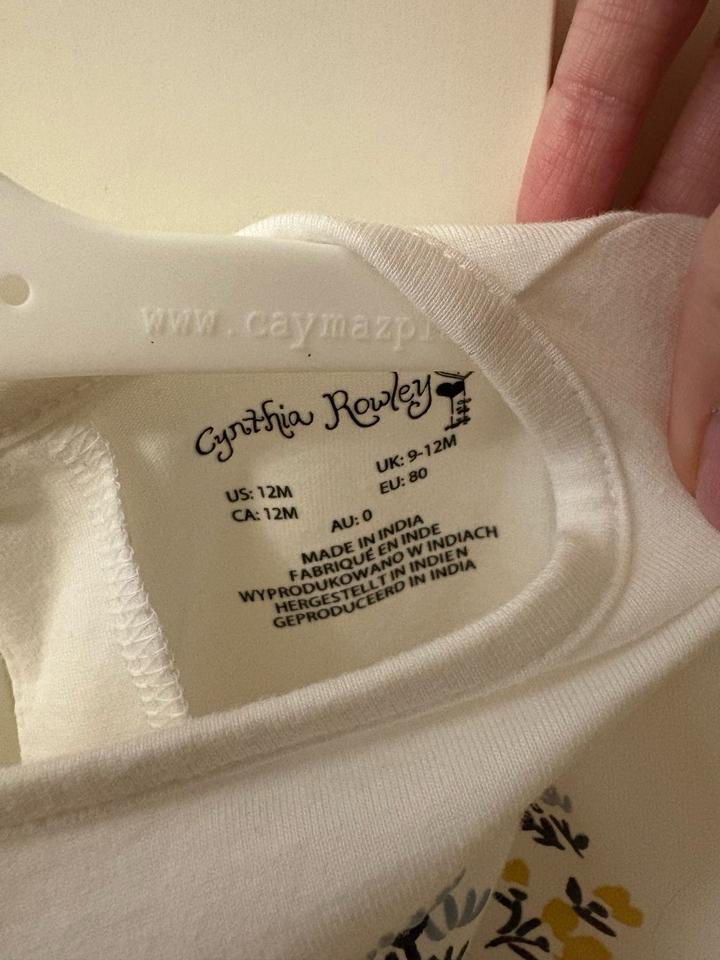 www.caymazp
Cynthia Rowley
US: 12M UK: 9-12M
CA: 12M EU: 80
AU: 0
MADE IN INDIA
FABRIQUÉ EN INDE
WYPRODUKOWANO W INDIACH
HERGESTELLT IN INDIEN
GEPRODUCEERD IN INDIA